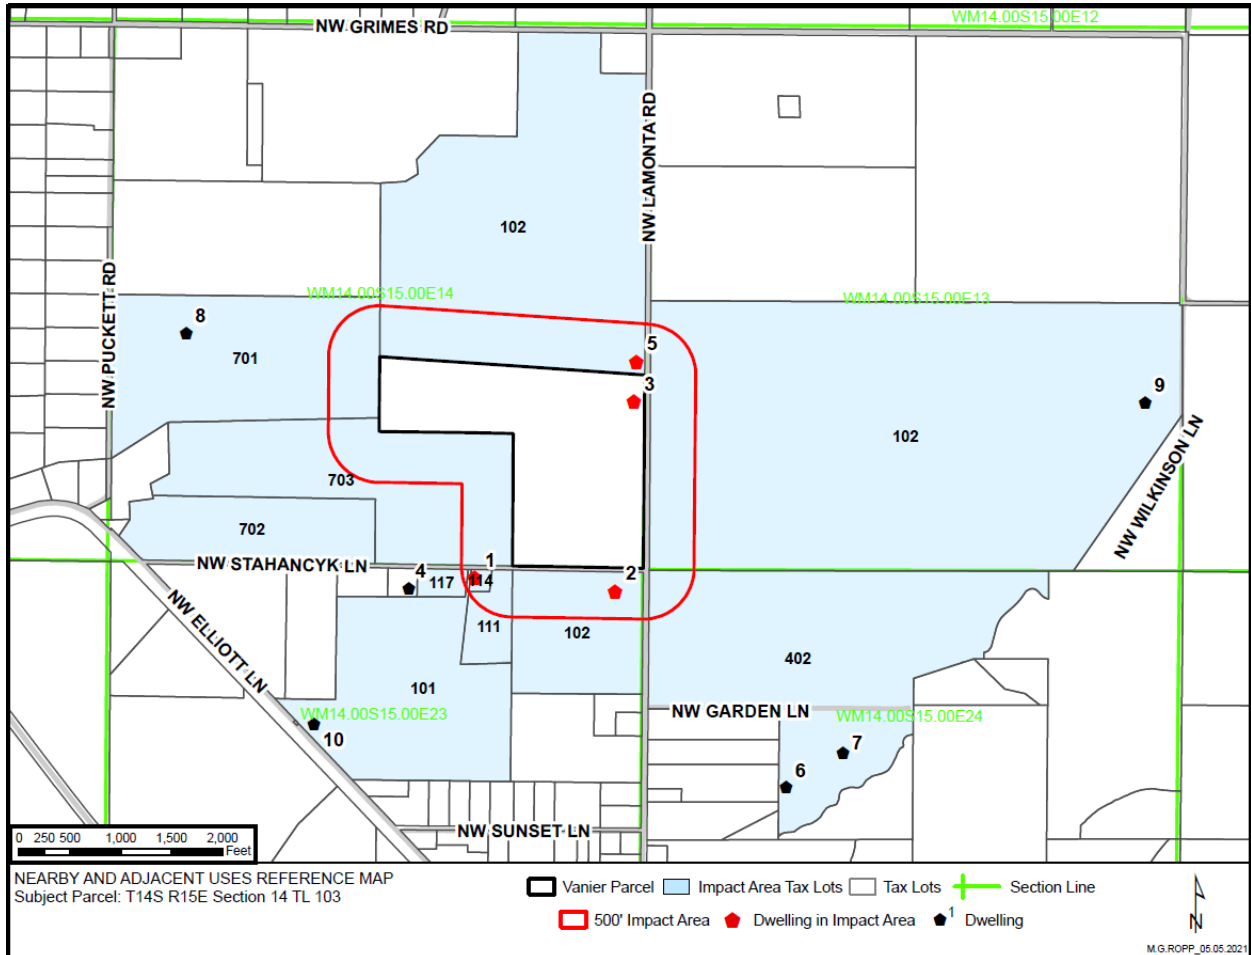 WM14.00S15.00E12
NW GRIMES RD
NW LAMONTA RD
102
NW PUCKETT RD
WM14.00S15.00E14
WM14.00S15.00E13
8
701
5
3
9
102
NW WILKINSON LN
703
702
NW STAHANCYK LN
1
4
117
114
2
111
102
NW ELLIOTT LN
402
101
WM14.00S15.00E23
NW GARDEN LN
WM14.00S15.00E24
10
7
6
NW SUNSET LN
0 250 500 1,000 1,500 2,000
Feet
NEARBY AND ADJACENT USES REFERENCE MAP
Subject Parcel: T14S R15E Section 14 TL 103
Vanier Parcel Impact Area Tax Lots Tax Lots Section Line
500' Impact Area Dwelling in Impact Area 1 Dwelling
N
M.G.ROPP_05.05.2021